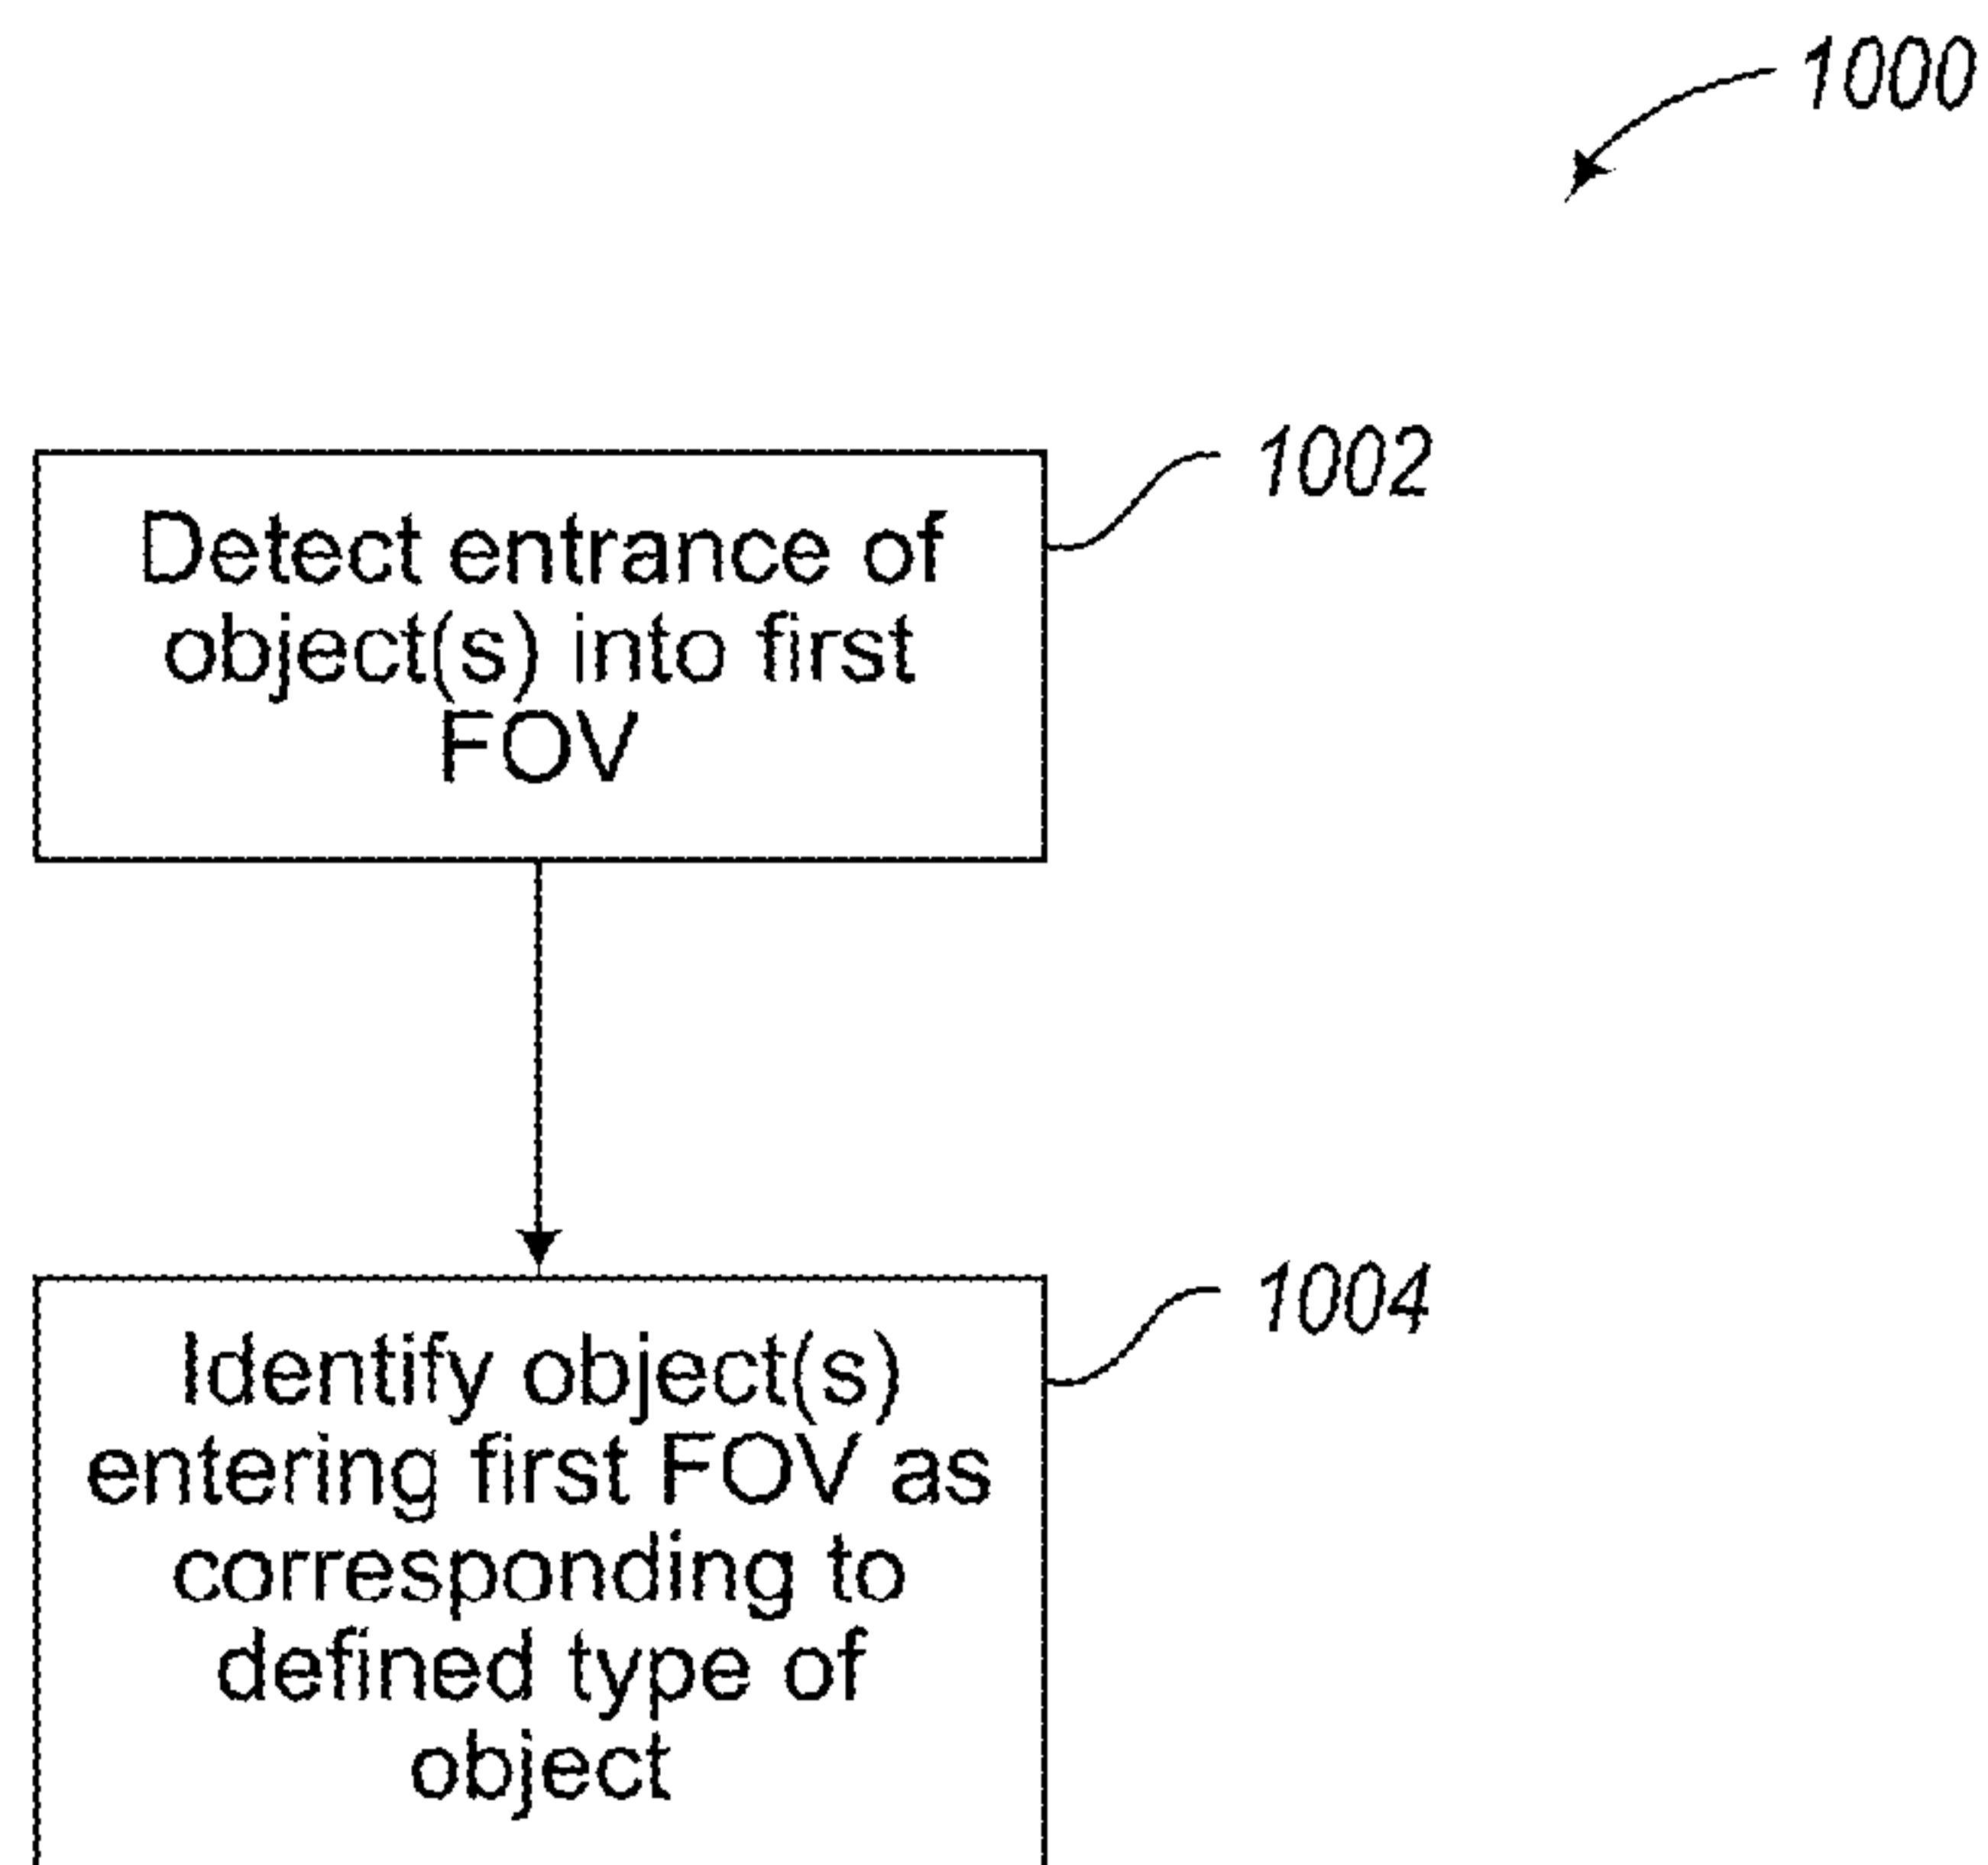 1000
1002
Detect entrance of
object(s) into first
FOV
1004
Identify object(s)
entering first FOV as
corresponding to
defined type of
object